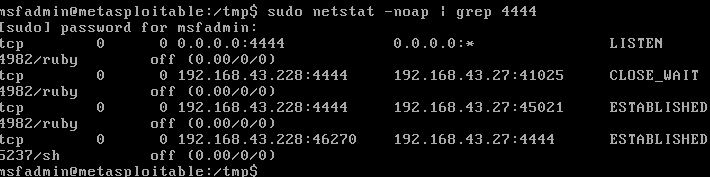 msfadmin@metasploitable:/tmp$ sudo netstat -noap | grep 4444
[sudo] password for msfadmin:
tcp 0 0 0.0.0.0:4444 0.0.0.0:* LISTEN
4982/ruby off (0.00/0/0)
tcp 0 0 192.168.43.228:4444 192.168.43.27:41025 CLOSE_WAIT
4982/ruby off (0.00/0/0)
tcp 0 0 192.168.43.228:4444 192.168.43.27:45021 ESTABLISHED
4982/ruby off (0.00/0/0)
tcp 0 0 192.168.43.228:46270 192.168.43.27:4444 ESTABLISHED
5237/sh off (0.00/0/0)
msfadmin@metasploitable:/tmp$